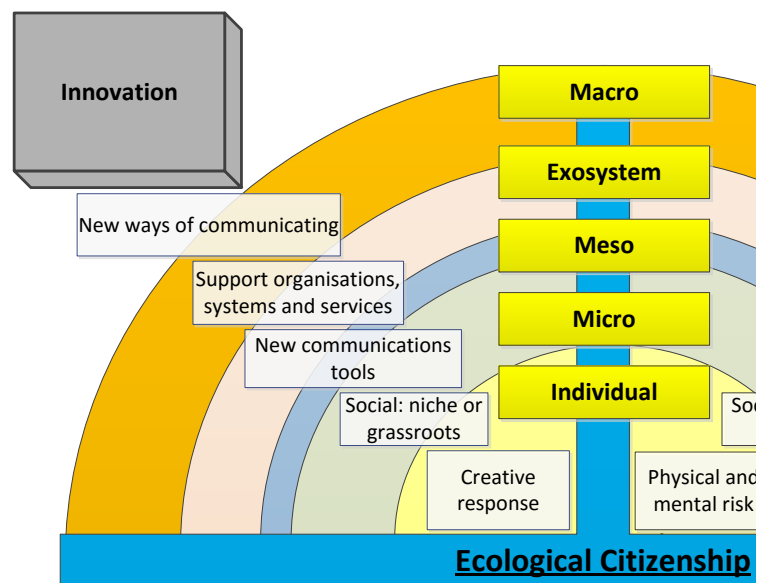 Innovation
Macro
Exosystem
New ways of communicating
Meso
Support organisations,
systems and services
Micro
New communications
tools
Individual
Social: niche or
grassroots
Creative
response
Physical and
mental risk
Ecological Citizenship